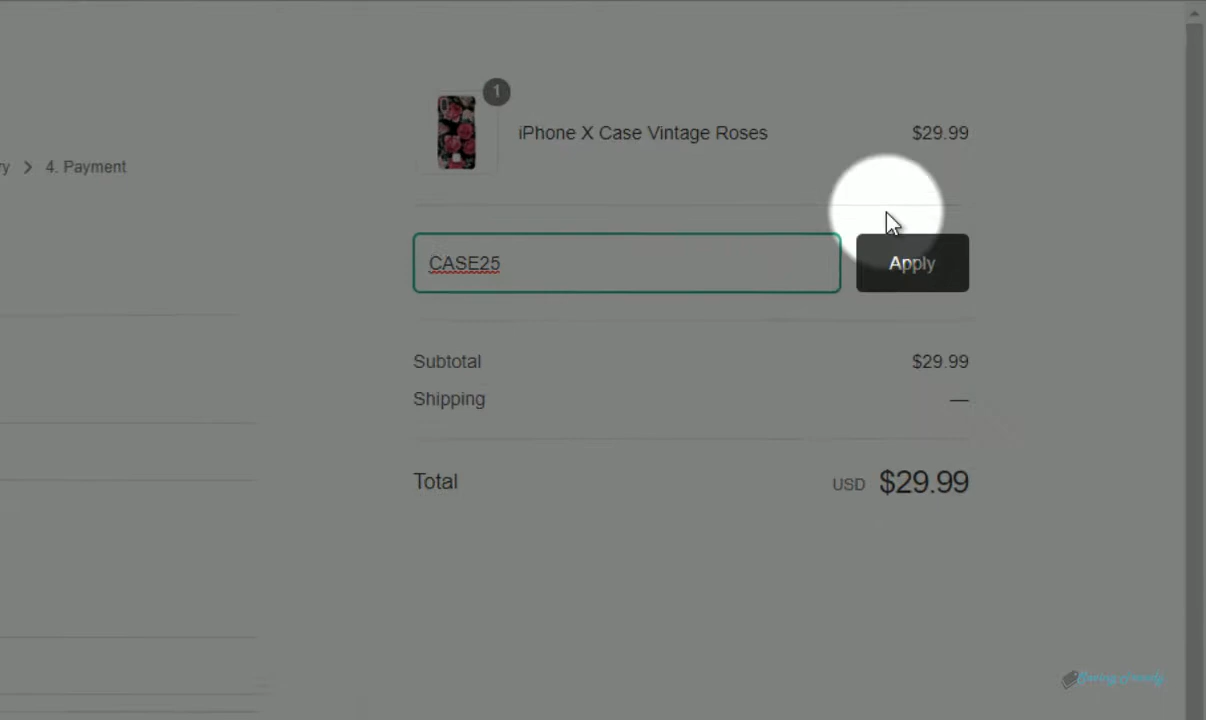 1
iPhone X Case Vintage Roses $29.99
ry > 4. Payment
CASE25 Apply
Subtotal $29.99
Shipping —
Total USD $29.99